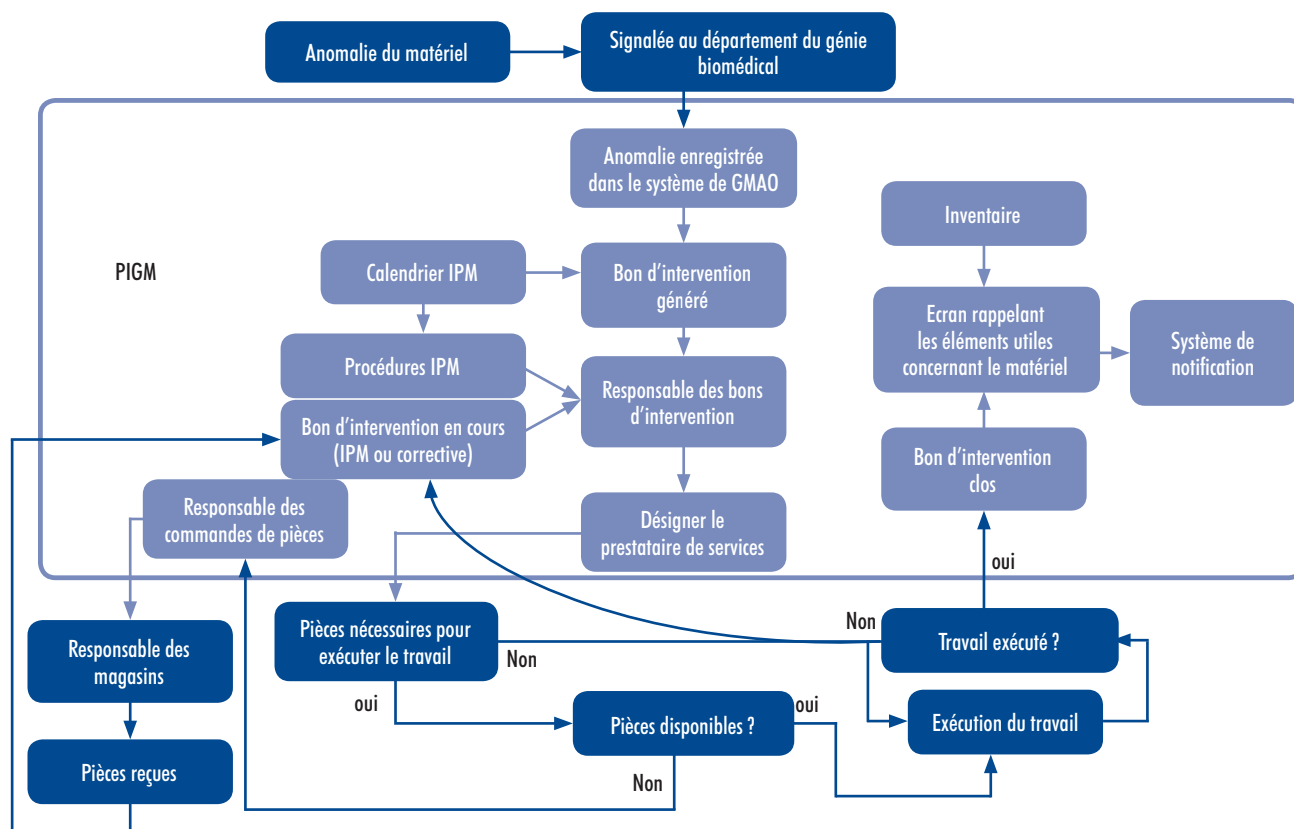 Anomalie du matériel
Signalée au département du génie
biomédical
Anomalie enregistrée
dans le système de GMAO
Inventaire
PIGM
Calendrier IPM
Bon d’intervention
généré
Ecran rappelant
les éléments utiles
concernant le matériel
Système de
notification
Procédures IPM
Responsable des bons
d’intervention
Bon d’intervention en cours
(IPM ou corrective)
Bon d’intervention
clos
Responsable des
commandes de pièces
Désigner le
prestataire de services
oui
Pièces nécessaires pour
exécuter le travail
Non
Non
Travail exécuté ?
Responsable des
magasins
oui
Pièces disponibles ?
oui
Exécution du travail
Pièces reçues
Non